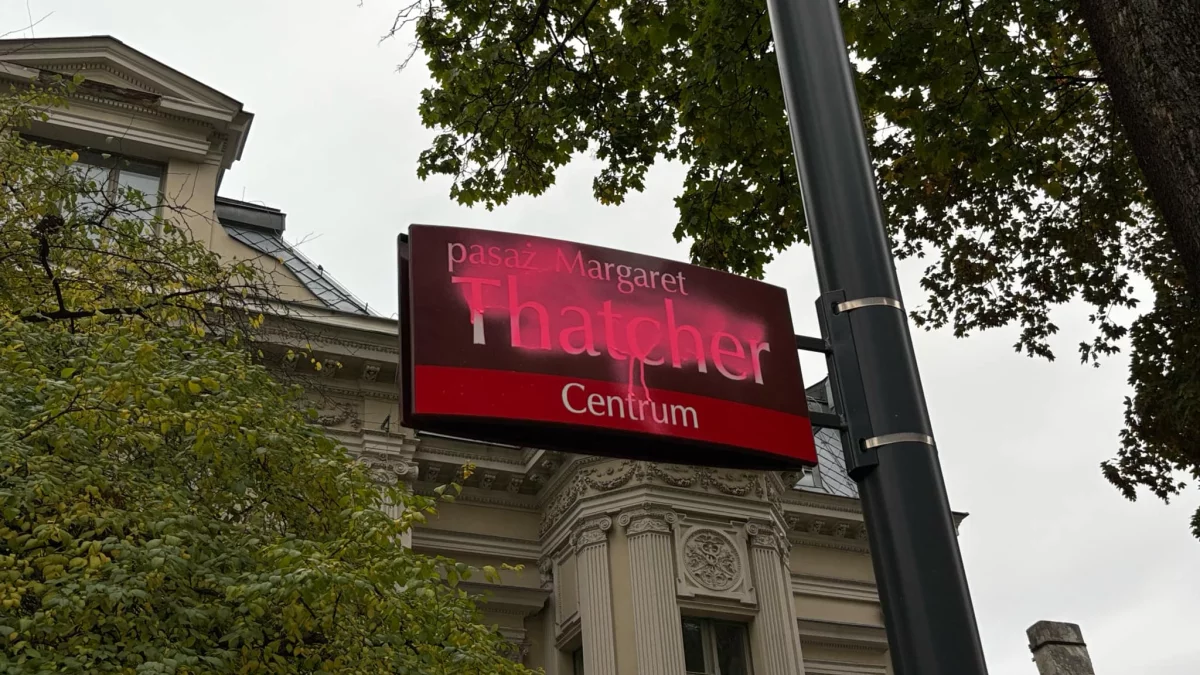 pasaż Margaret
Thatcher
Centrum